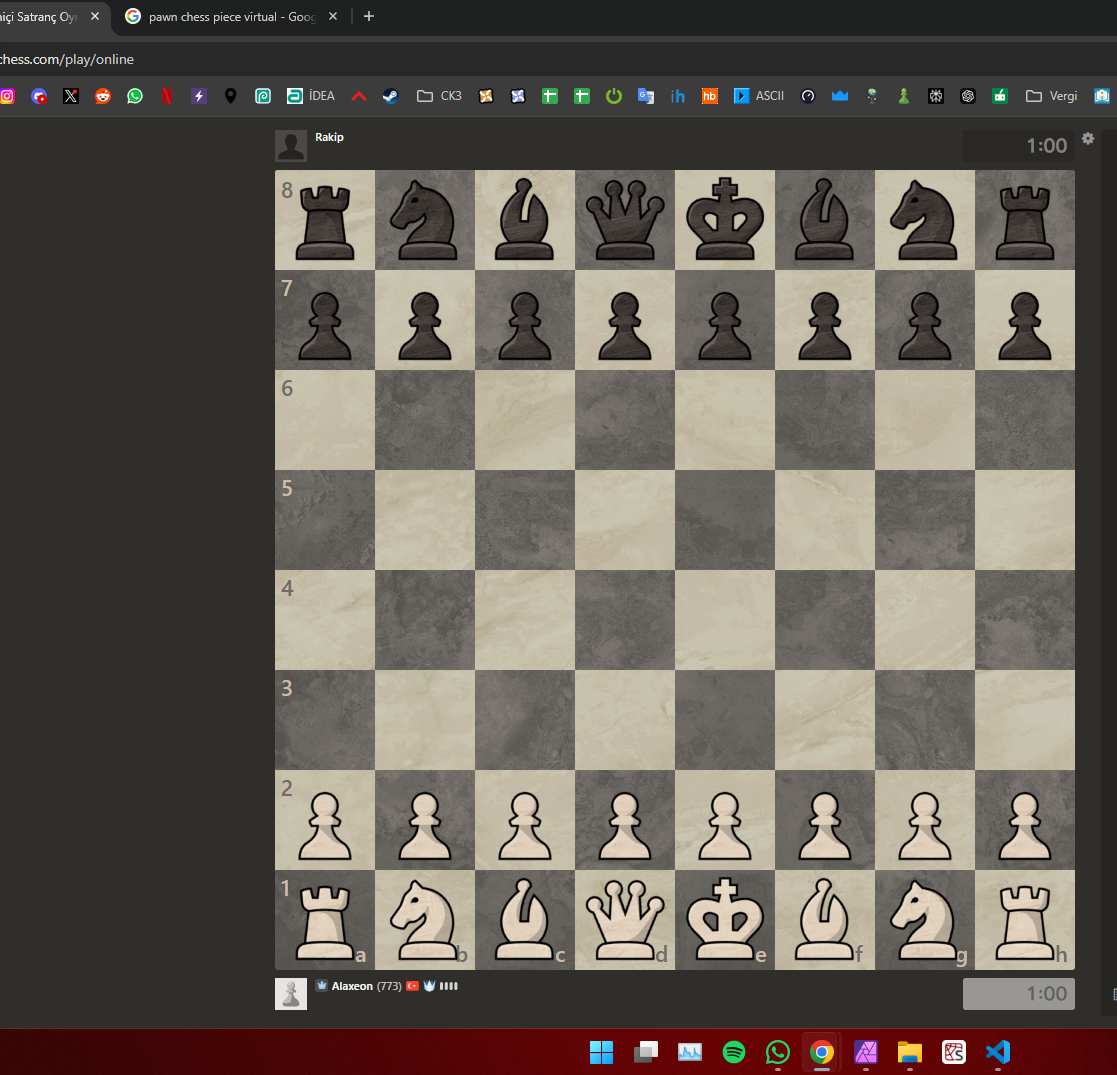 niçi Satranç Oy
pawn chess piece virtual - Goog
chess.com/play/online
İDEA
CK3
hb
ih
ASCII
Vergi
Rakip
1:00
8
7
6
5
4
3
2
1
a b c d e f g h
Alaxeon (773)
1:00